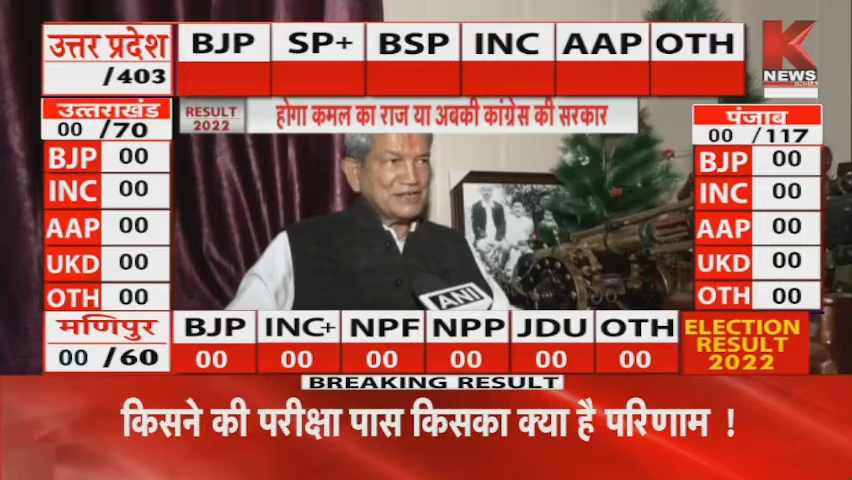 उत्तर प्रदेश
/403
BJP SP+ BSP INC AAP OTH
K NEWS INDIA
उत्तराखंड
00 /70
BJP 00
INC 00
AAP 00
UKD 00
OTH 00
RESULT 2022
होगा कमल का राज या अबकी कांग्रेस की सरकार
पंजाब
00 /117
BJP 00
INC 00
AAP 00
UKD 00
OTH 00
ANI
मणिपुर
00 /60
BJP INC+ NPF NPP JDU OTH
00 00 00 00 00 00
ELECTION
RESULT
2022
BREAKING RESULT
किसने की परीक्षा पास किसका क्या है परिणाम !